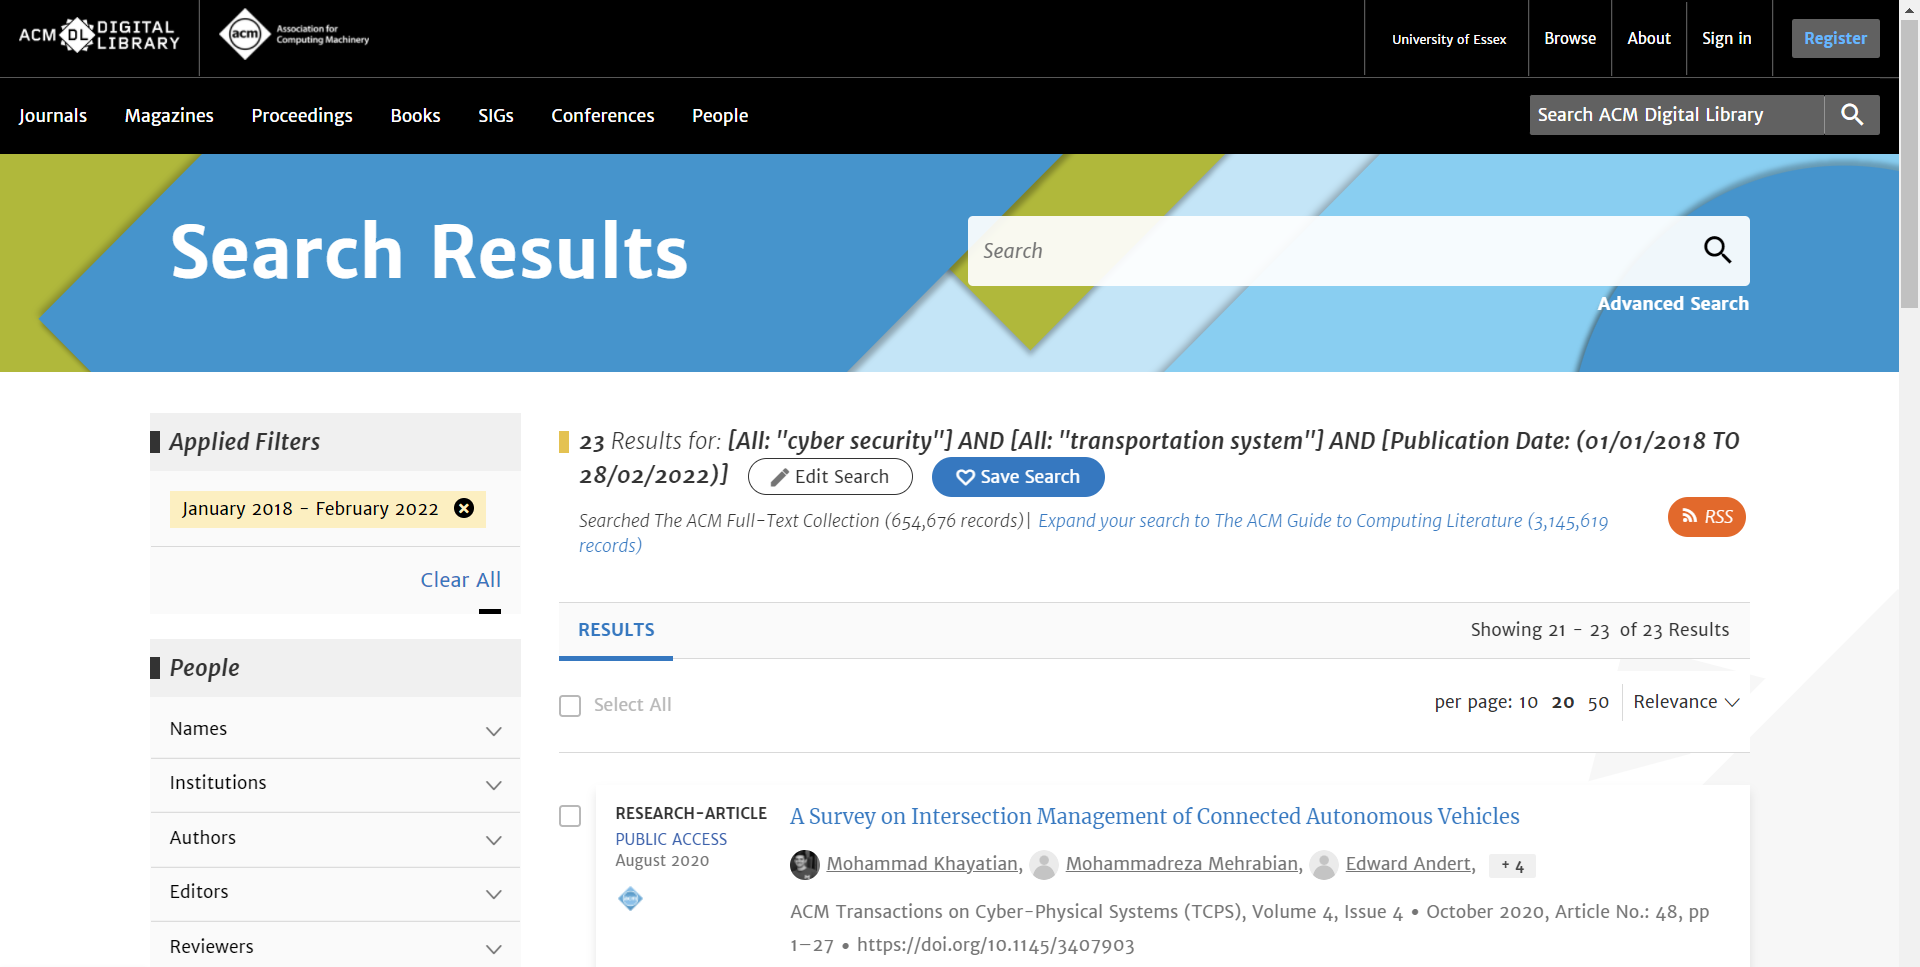 ACM DL DIGITAL LIBRARY
acm Association for Computing Machinery
University of Essex
Browse
About
Sign in
Register
Journals
Magazines
Proceedings
Books
SIGs
Conferences
People
Search ACM Digital Library
Search Results
Search
Advanced Search
Applied Filters
January 2018 - February 2022
Clear All
People
Names
Institutions
Authors
Editors
Reviewers
23 Results for: [All: "cyber security"] AND [All: "transportation system"] AND [Publication Date: (01/01/2018 TO
28/02/2022)]
Edit Search
Save Search
Searched The ACM Full-Text Collection (654,676 records)| Expand your search to The ACM Guide to Computing Literature (3,145,619
records)
RSS
RESULTS
Showing 21 - 23 of 23 Results
Select All
per page: 10 20 50
Relevance
RESEARCH-ARTICLE
PUBLIC ACCESS
August 2020
acm
A Survey on Intersection Management of Connected Autonomous Vehicles
Mohammad Khayatian, Mohammadreza Mehrabian, Edward Andert, + 4
ACM Transactions on Cyber-Physical Systems (TCPS), Volume 4, Issue 4 • October 2020, Article No.: 48, pp
1–27 • https://doi.org/10.1145/3407903